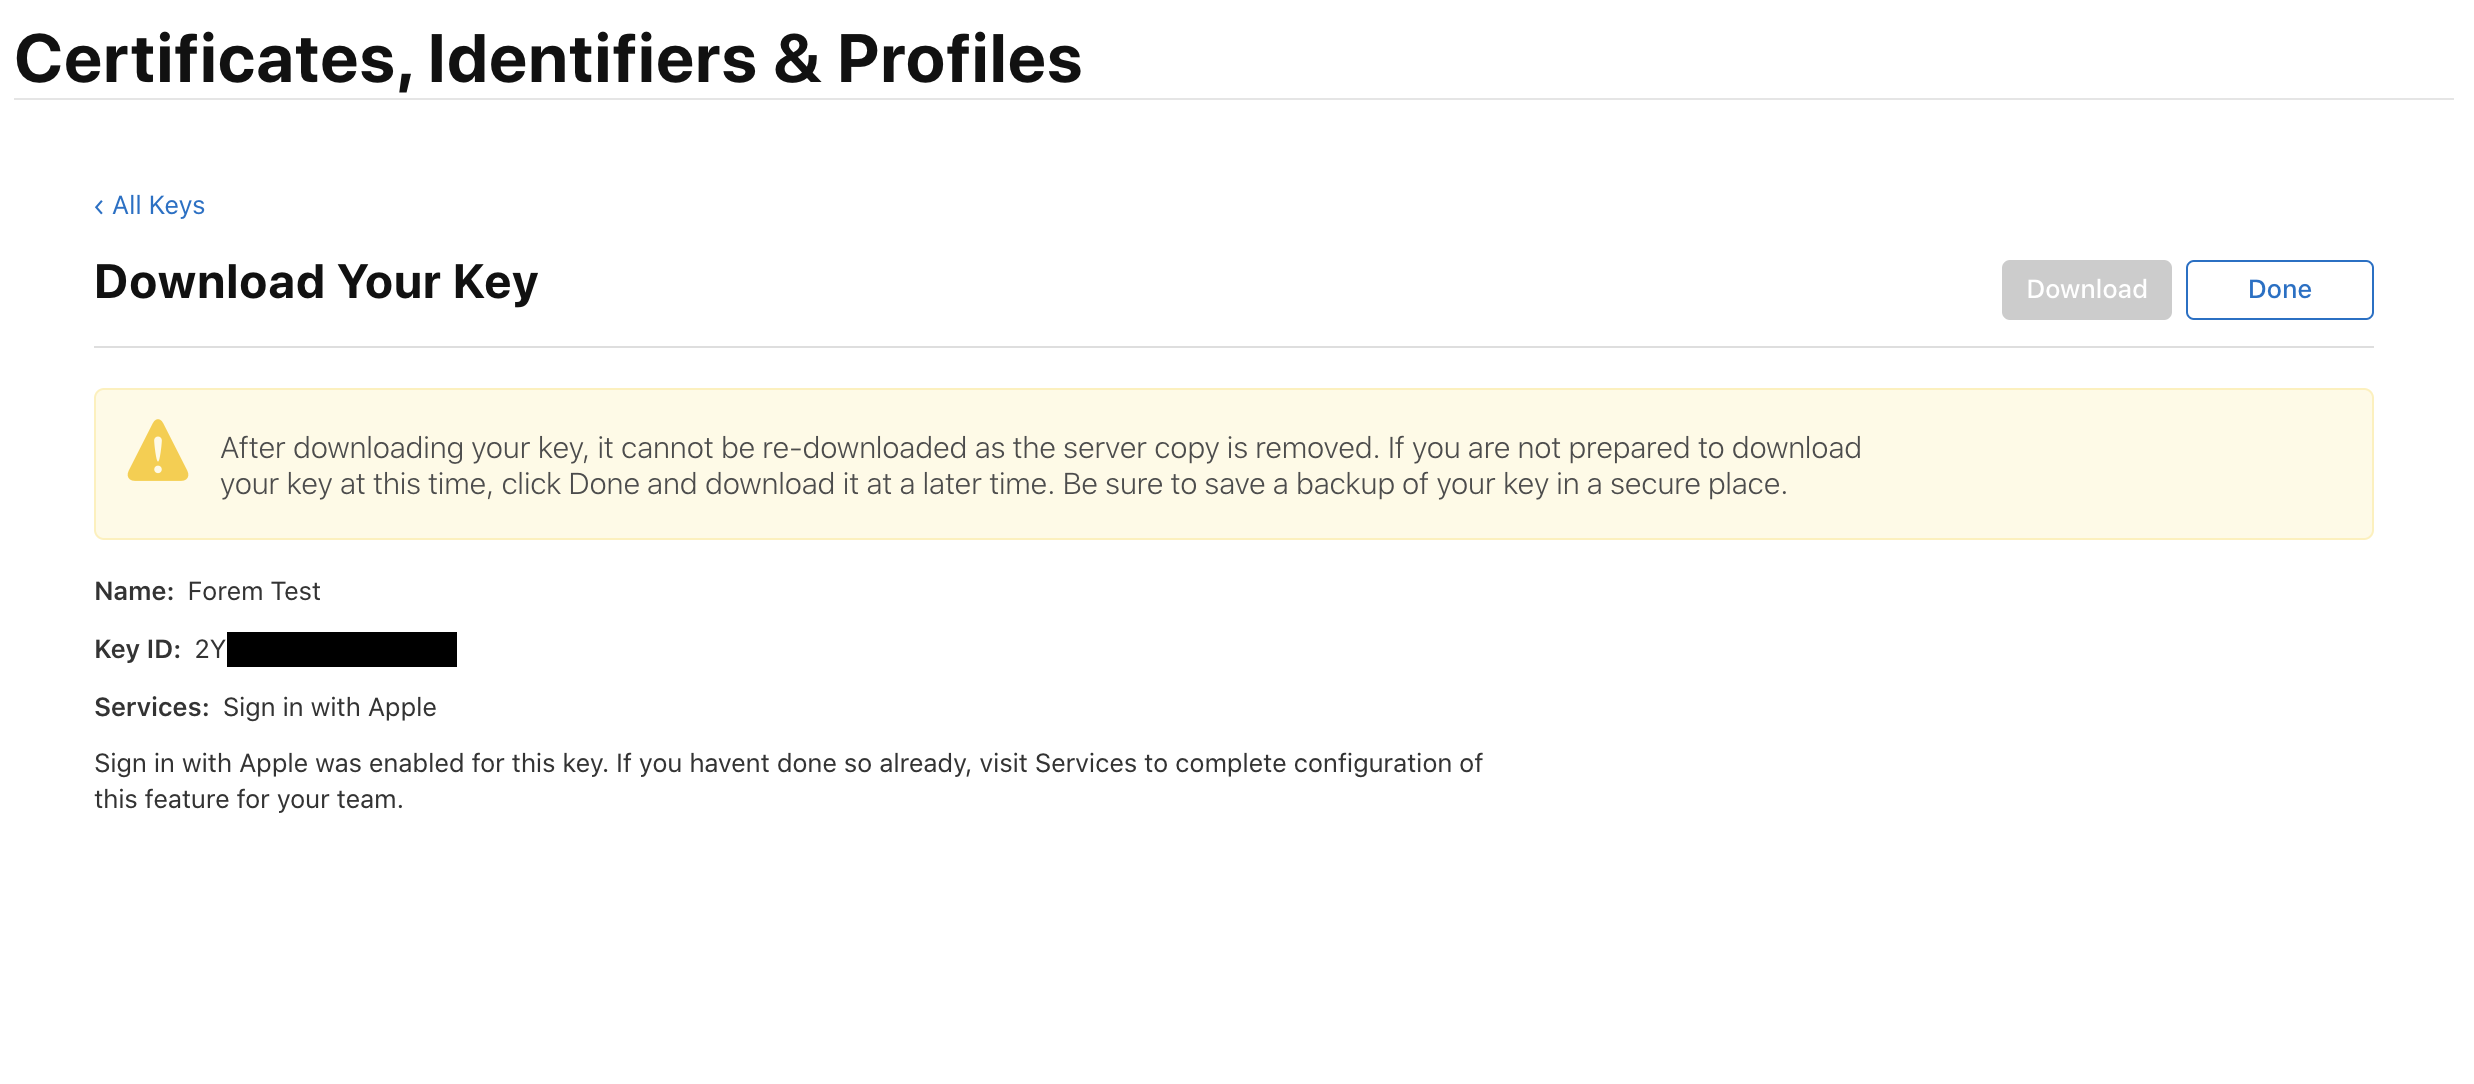 Certificates, Identifiers & Profiles
‹ All Keys
Download Your Key
Download
Done
After downloading your key, it cannot be re-downloaded as the server copy is removed. If you are not prepared to download
your key at this time, click Done and download it at a later time. Be sure to save a backup of your key in a secure place.
Name: Forem Test
Key ID: 2Y
Services: Sign in with Apple
Sign in with Apple was enabled for this key. If you havent done so already, visit Services to complete configuration of
this feature for your team.